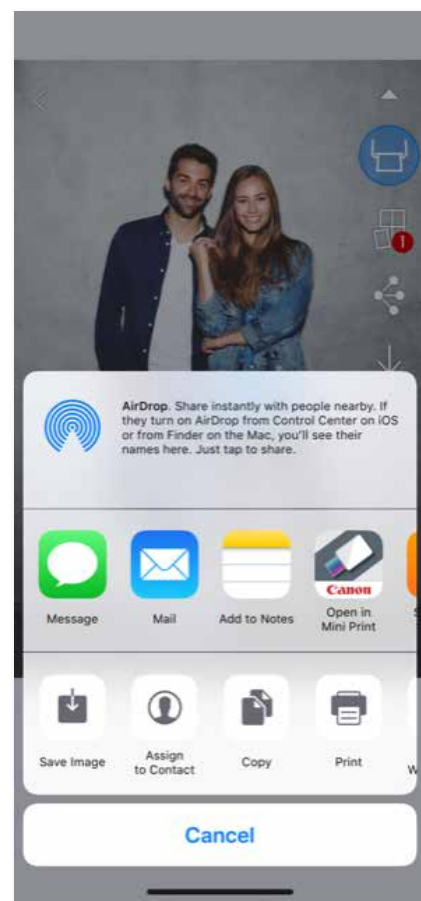 1
AirDrop. Share instantly with people nearby. If
they turn on AirDrop from Control Center on iOS
or from Finder on the Mac, you'll see their
names here. Just tap to share.
Canon
Message
Mail
Add to Notes
Open in
Mini Print
Save Image
Assign
to Contact
Copy
Print
Cancel